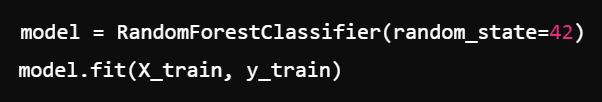 model = RandomForestClassifier(random_state=42)
model.fit(X_train, y_train)